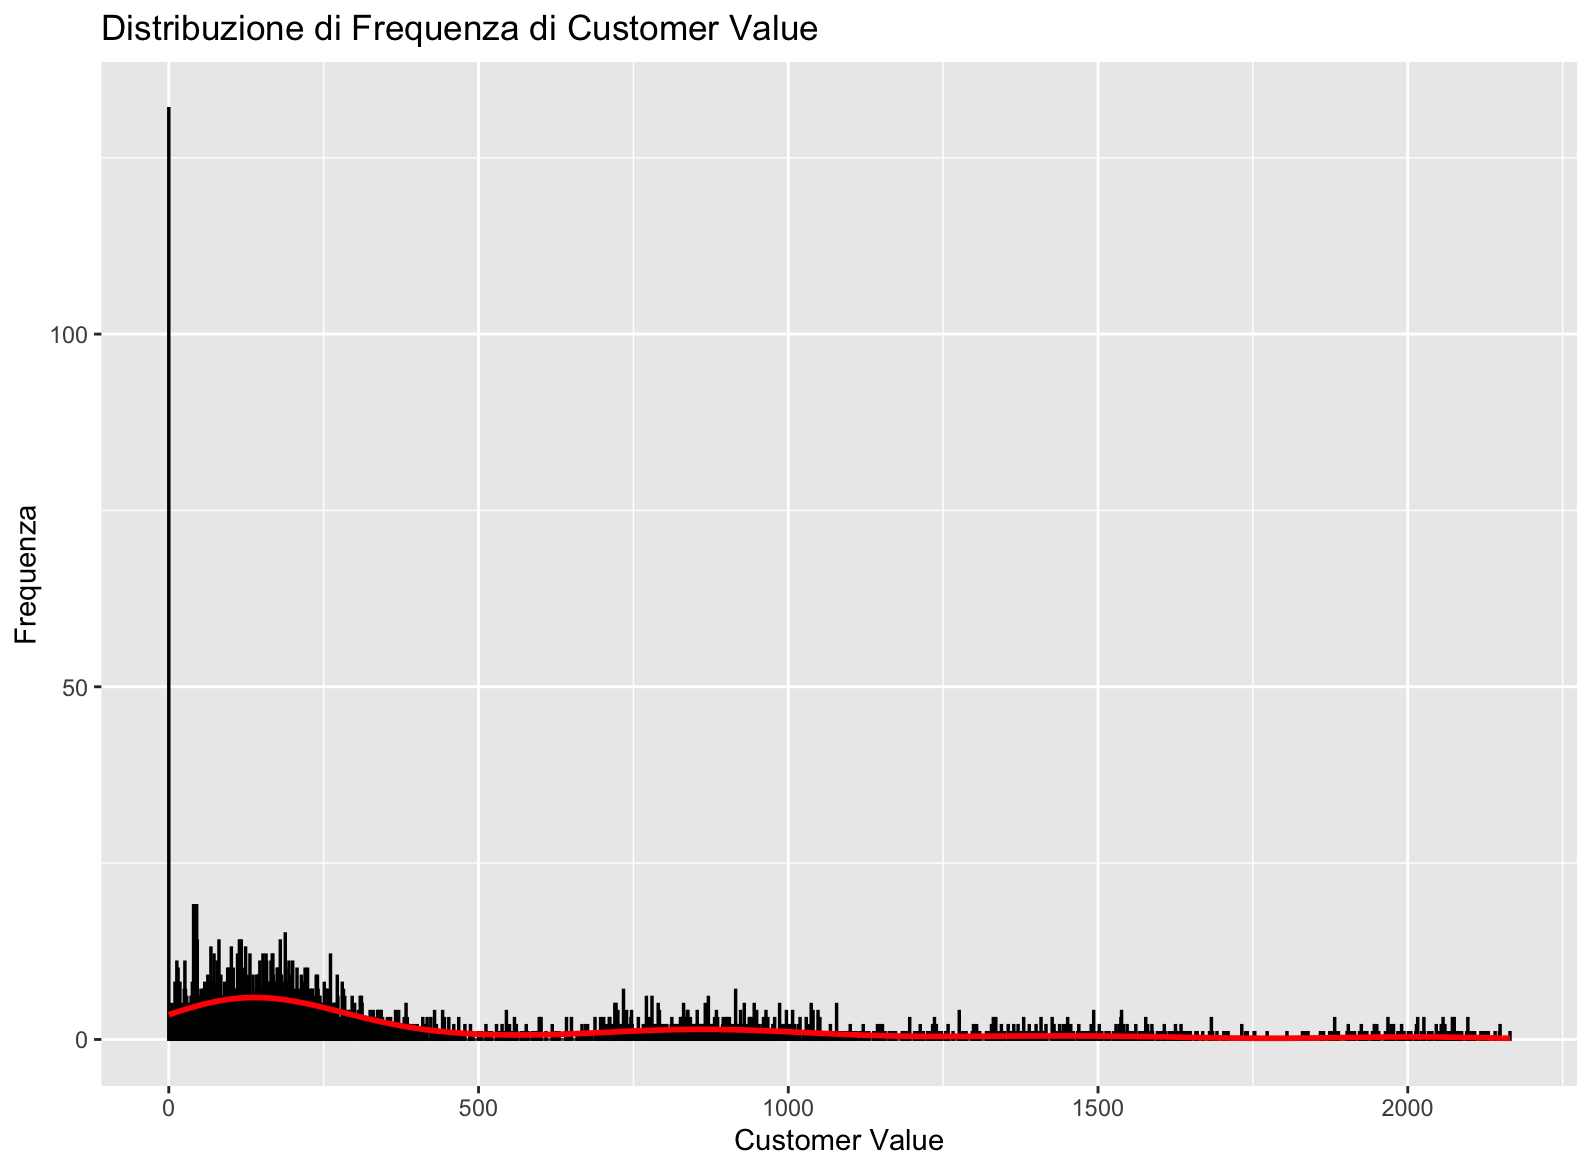 Distribuzione di Frequenza di Customer Value
Frequenza
100
50
0
0 500 1000 1500 2000
Customer Value